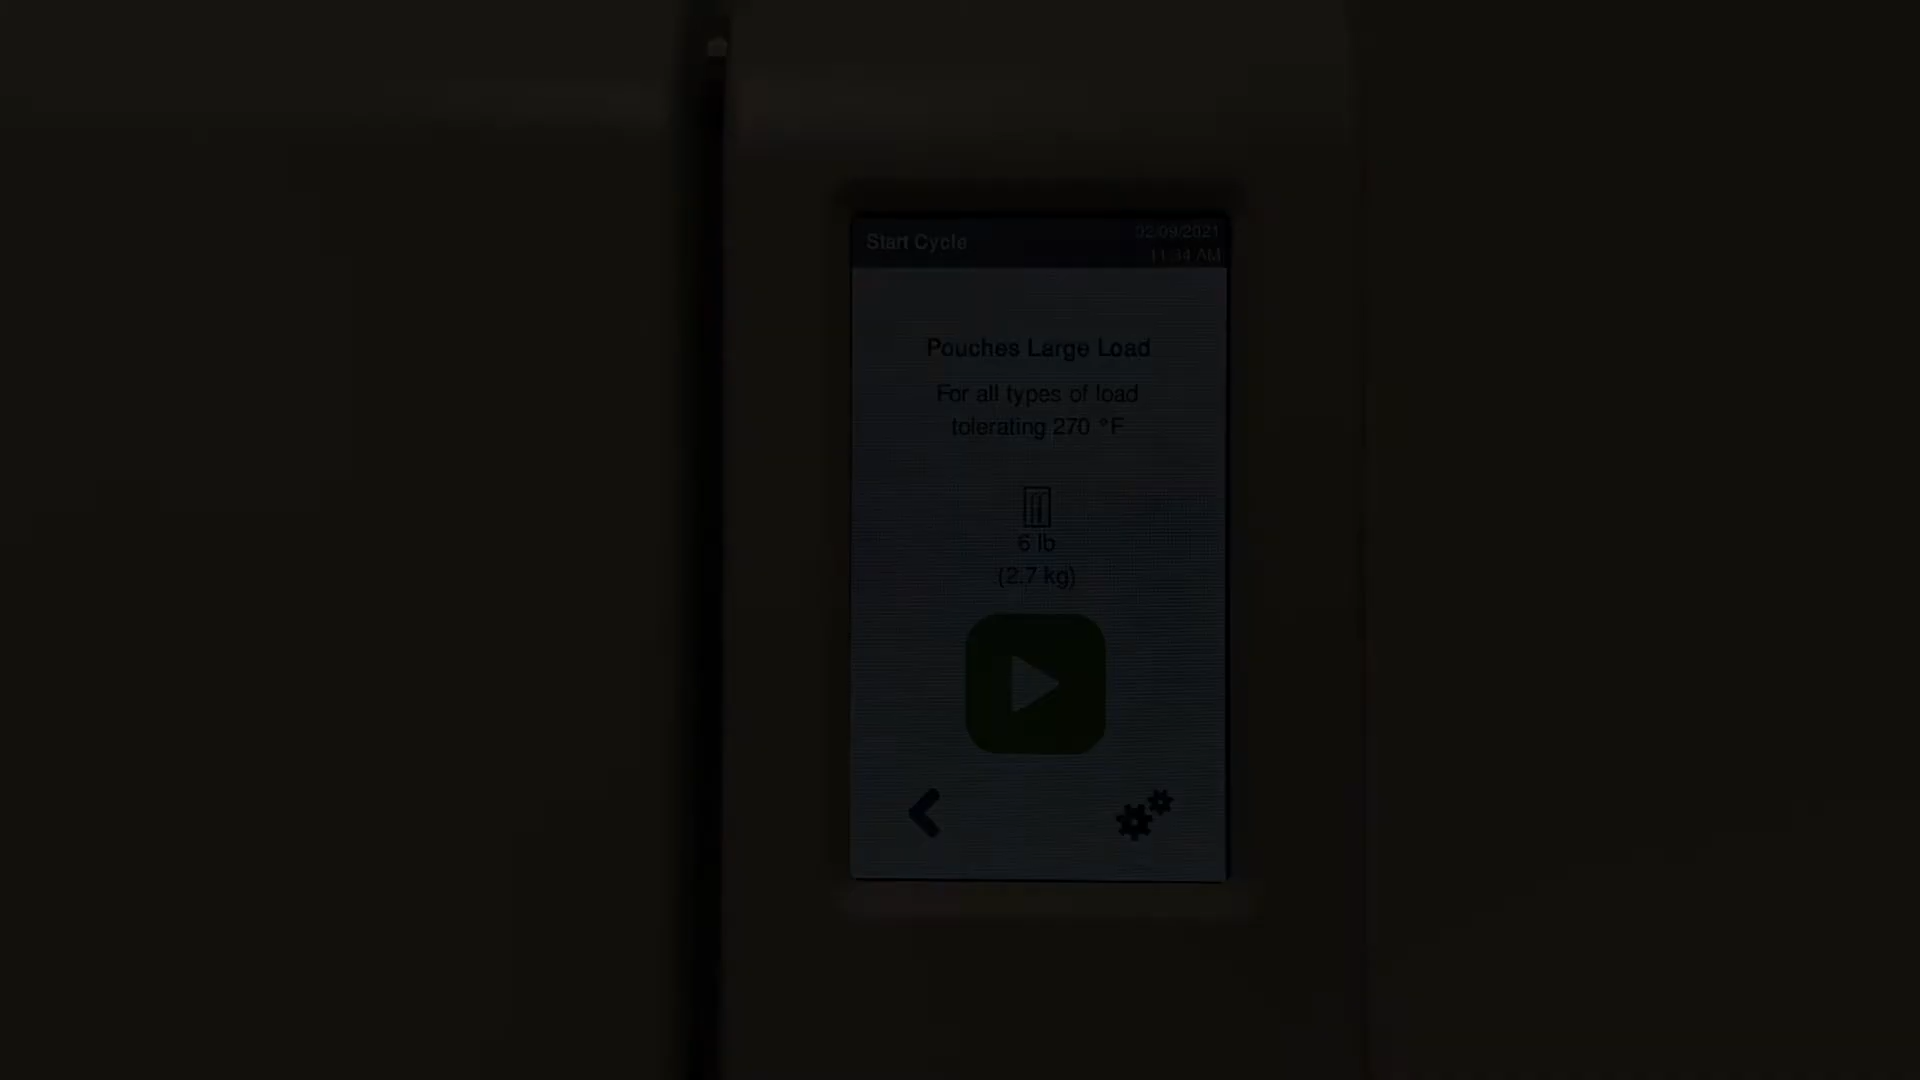 Start Cycle
02/09/2021
11:34 AM
Pouches Large Load
For all types of load
tolerating 270 °F
6 lb
(2.7 kg)